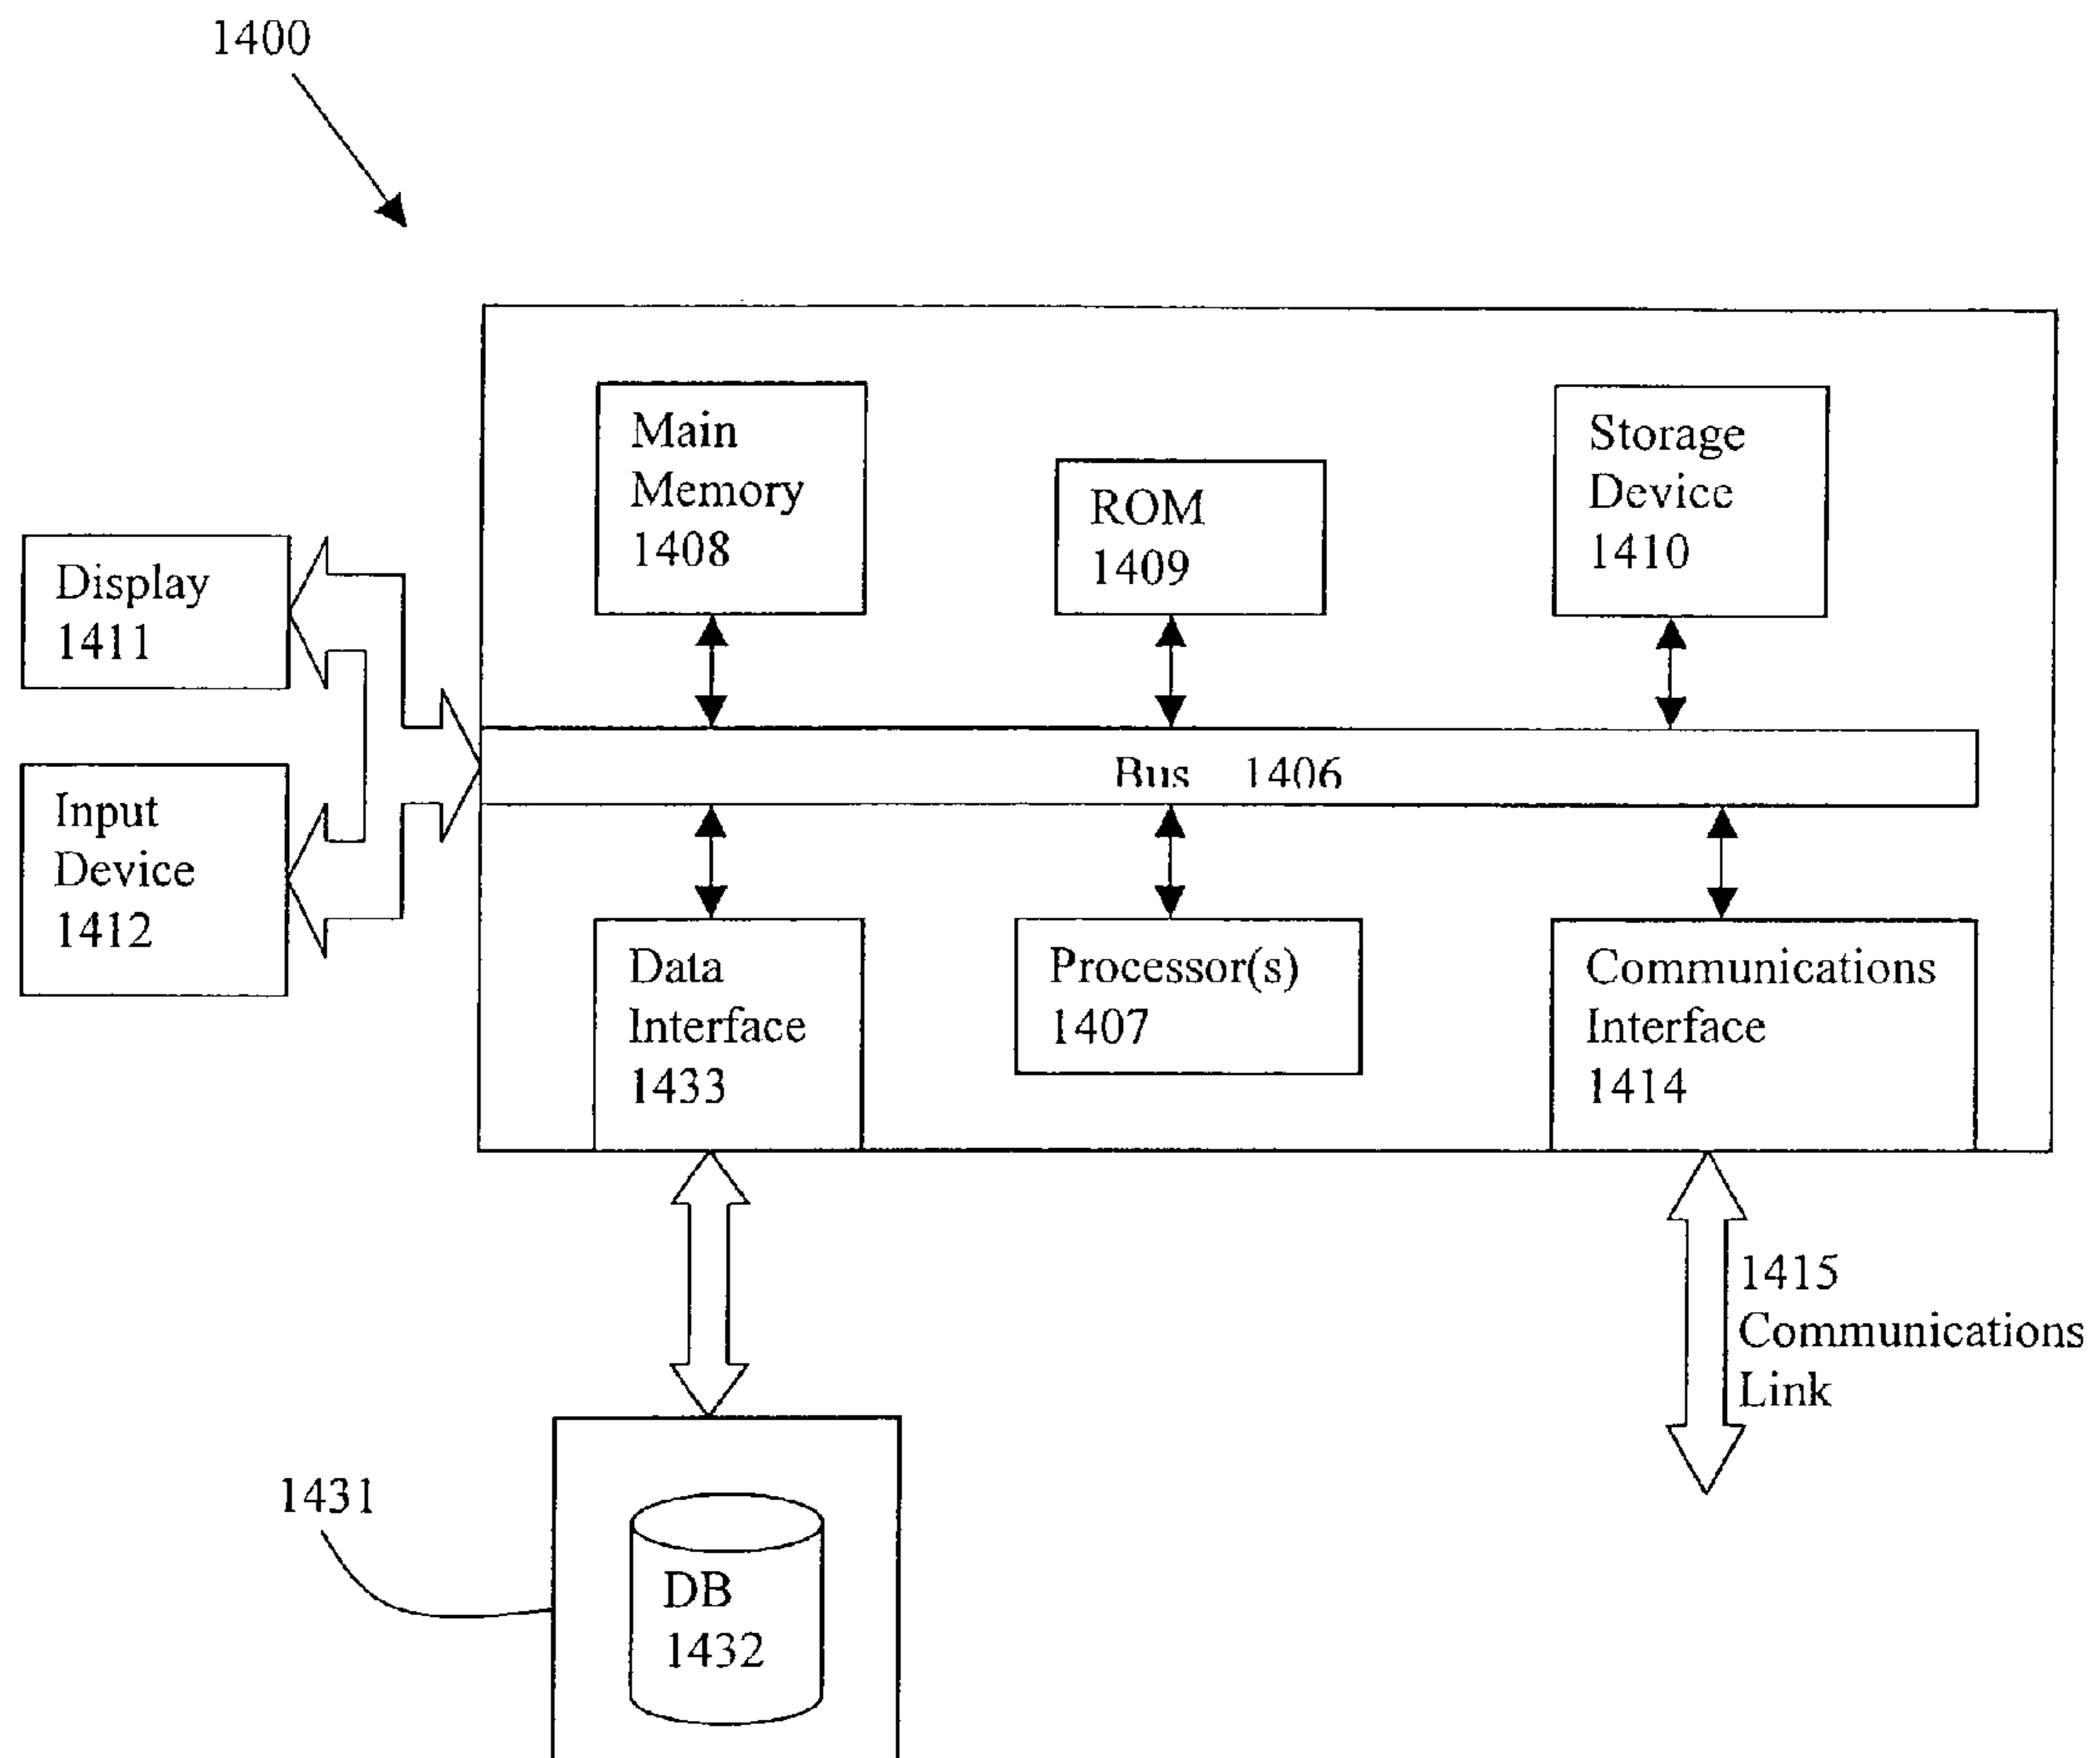 1400
Main
Memory
1408
ROM
1409
Storage
Device
1410
Display
1411
Input
Device
1412
Bus 1406
Data
Interface
1433
Processor(s)
1407
Communications
Interface
1414
1415
Communications
Link
1431
DB
1432